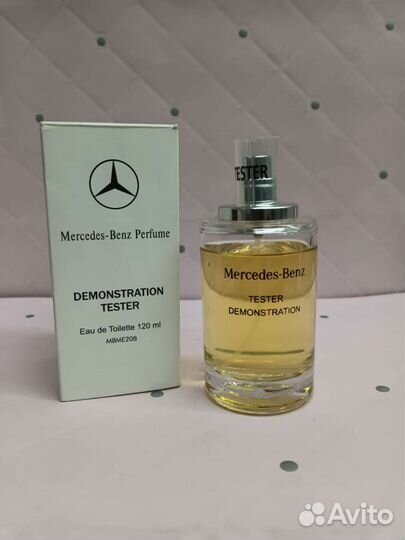 Mercedes-Benz Perfume
DEMONSTRATION
TESTER
Eau de Toilette 120 ml
MBME208
TESTER
Mercedes-Benz
TESTER
DEMONSTRATION
Avito